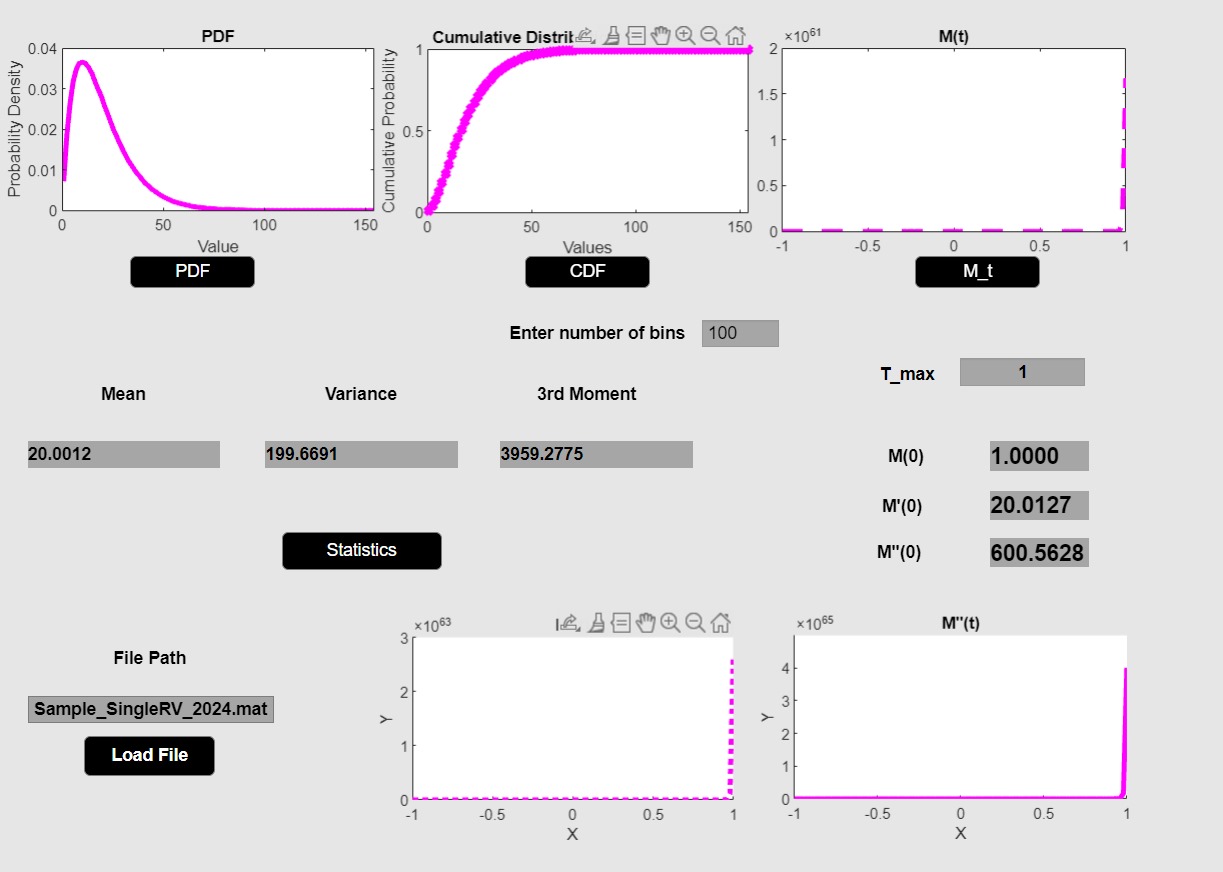 PDF
Probability Density
0.04
0.03
0.02
0.01
0
0 50 100 150
Value
PDF
Cumulative Distrib
Cumulative Probability
1
0.5
0
0 50 100 150
Values
CDF
M(t)
×10^61
2
1.5
1
0.5
0
-1 -0.5 0 0.5 1
M_t
Enter number of bins 100
T_max 1
Mean Variance 3rd Moment
20.0012 199.6691 3959.2775
M(0) 1.0000
M'(0) 20.0127
M''(0) 600.5628
Statistics
File Path
Sample_SingleRV_2024.mat
Load File
×10^63
Y
3
2
1
0
-1 -0.5 0 0.5 1
X
M''(t)
×10^65
Y
4
3
2
1
0
-1 -0.5 0 0.5 1
X